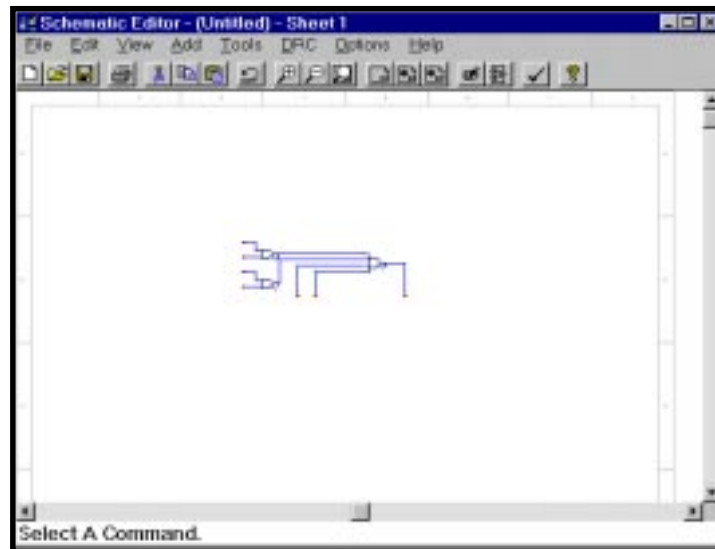 Schematic Editor - (Untitled) - Sheet 1
File Edit View Add Tools DRC Options Help
Select A Command.